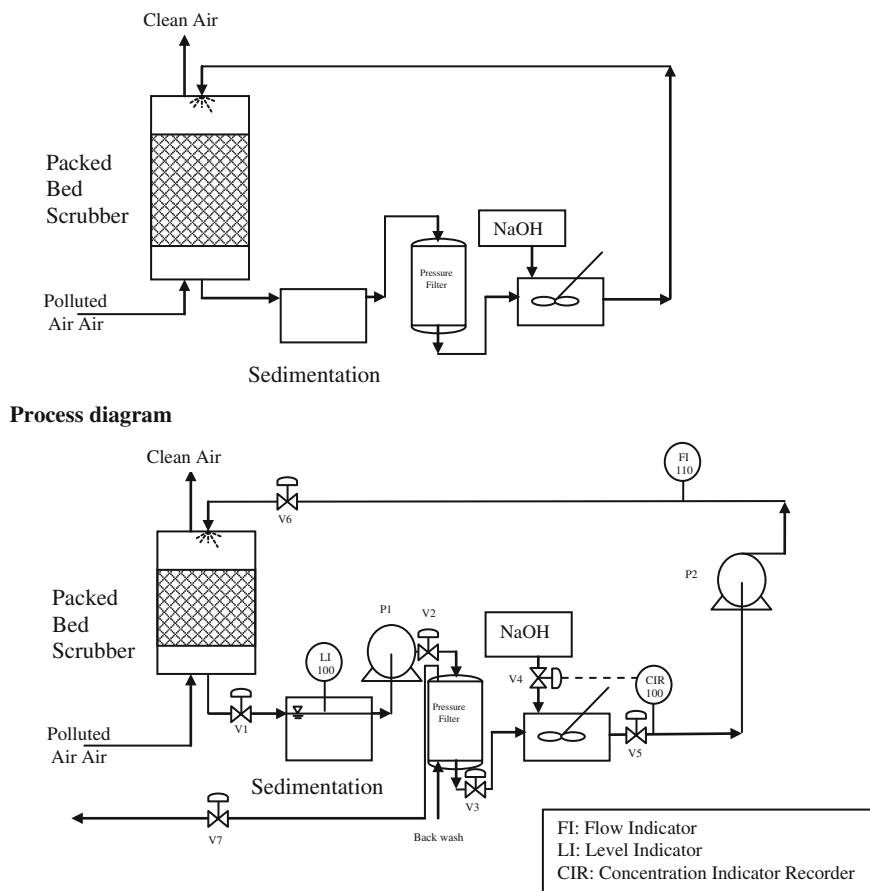 Clean Air
Packed
Bed
Scrubber
NaOH
Pressure
Filter
Polluted
Air Air
Sedimentation
Process diagram
Clean Air
FI
110
V6
P2
Packed
Bed
Scrubber
P1
V2
NaOH
LI
100
V4
CIR
100
Pressure
Filter
V1
V5
Polluted
Air Air
Sedimentation
V3
V7
Back wash
FI: Flow Indicator
LI: Level Indicator
CIR: Concentration Indicator Recorder